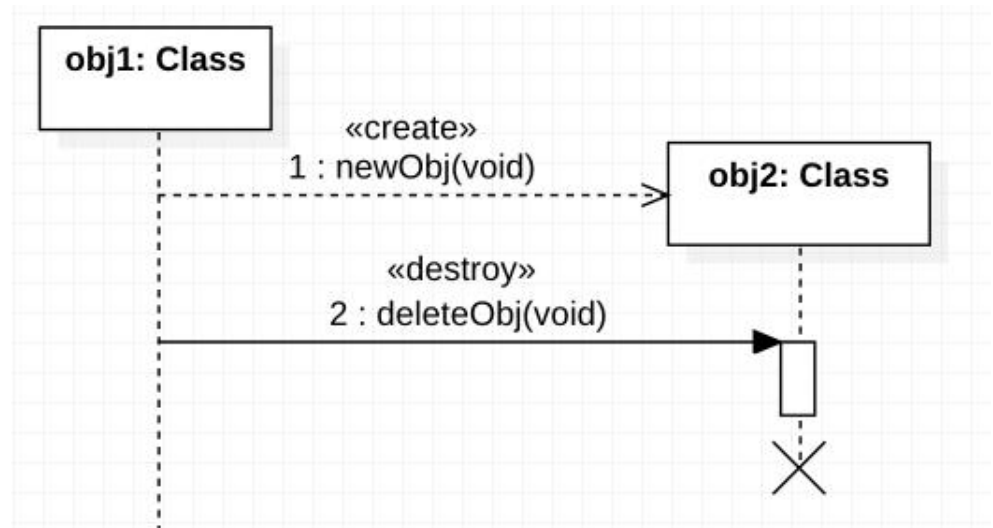 obj1: Class
«create»
1 : newObj(void)
obj2: Class
«destroy»
2 : deleteObj(void)